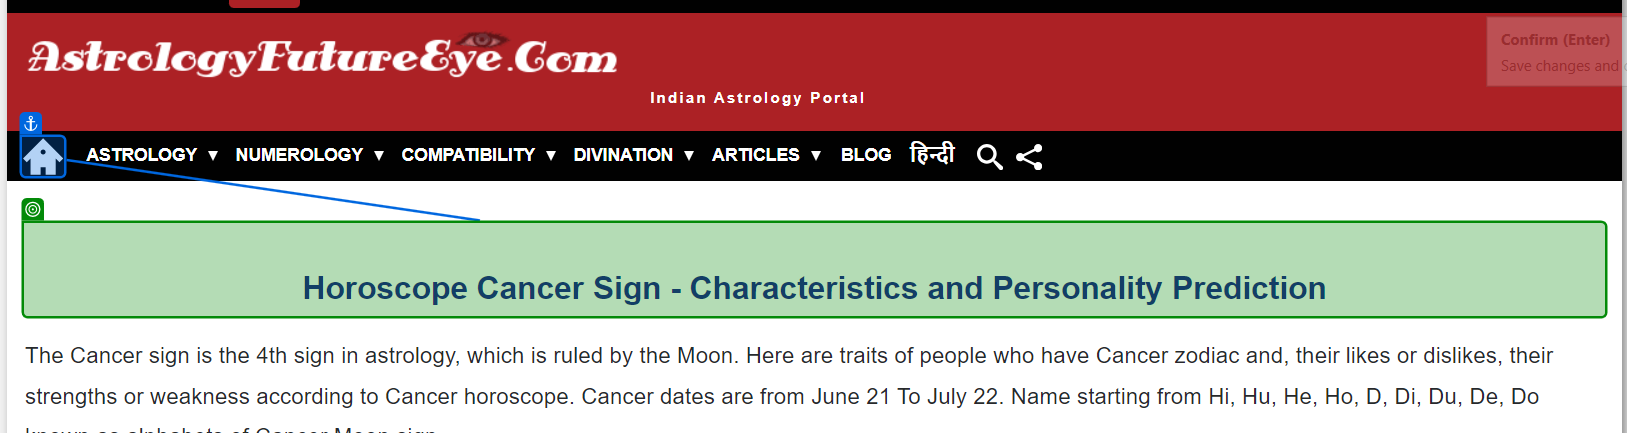 AstrologyFutureEye.Com
Confirm (Enter)
Save changes and
Indian Astrology Portal
ASTROLOGY ▼ NUMEROLOGY ▼ COMPATIBILITY ▼ DIVINATION ▼ ARTICLES ▼ BLOG हिन्दी
Horoscope Cancer Sign - Characteristics and Personality Prediction
The Cancer sign is the 4th sign in astrology, which is ruled by the Moon. Here are traits of people who have Cancer zodiac and, their likes or dislikes, their
strengths or weakness according to Cancer horoscope. Cancer dates are from June 21 To July 22. Name starting from Hi, Hu, He, Ho, D, Di, Du, De, Do